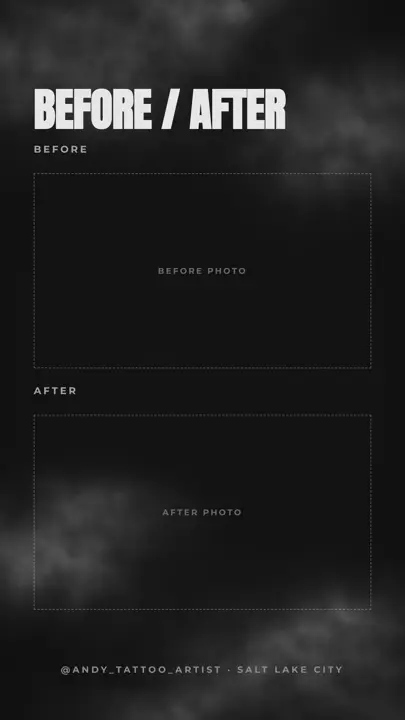 BEFORE / AFTER
BEFORE
BEFORE PHOTO
AFTER
AFTER PHOTO
@ANDY_TATTOO_ARTIST · SALT LAKE CITY